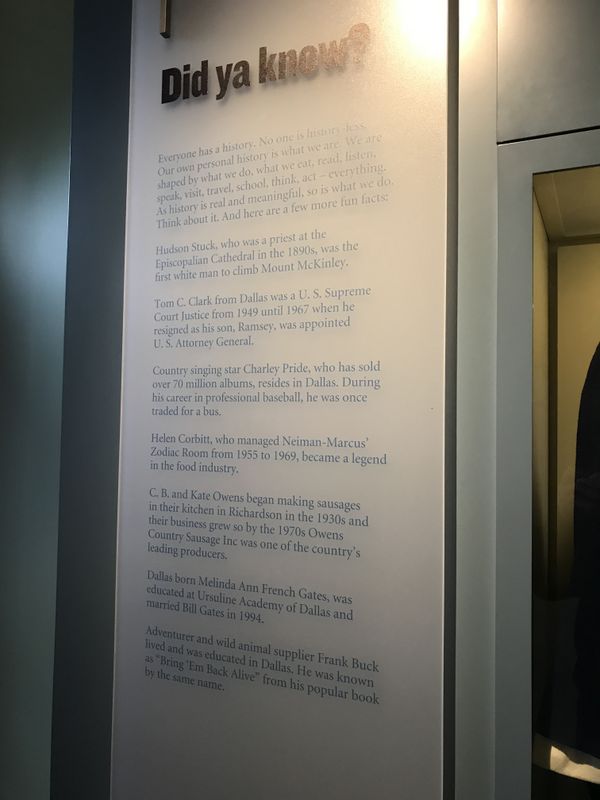 Did ya know?
Everyone has a history. No one is history-less.
Our own personal history is what we are. We are
shaped by what we do, what we eat, read, listen,
speak, visit, travel, school, think, act – everything.
As history is real and meaningful, so is what we do.
Think about it. And here are a few more fun facts:
Hudson Stuck, who was a priest at the
Episcopalian Cathedral in the 1890s, was the
first white man to climb Mount McKinley.
Tom C. Clark from Dallas was a U. S. Supreme
Court Justice from 1949 until 1967 when he
resigned as his son, Ramsey, was appointed
U. S. Attorney General.
Country singing star Charley Pride, who has sold
over 70 million albums, resides in Dallas. During
his career in professional baseball, he was once
traded for a bus.
Helen Corbitt, who managed Neiman-Marcus'
Zodiac Room from 1955 to 1969, became a legend
in the food industry.
C. B. and Kate Owens began making sausages
in their kitchen in Richardson in the 1930s and
their business grew so by the 1970s Owens
Country Sausage Inc was one of the country's
leading producers.
Dallas born Melinda Ann French Gates, was
educated at Ursuline Academy of Dallas and
married Bill Gates in 1994.
Adventurer and wild animal supplier Frank Buck
lived and was educated in Dallas. He was known
as "Bring 'Em Back Alive" from his popular book
by the same name.